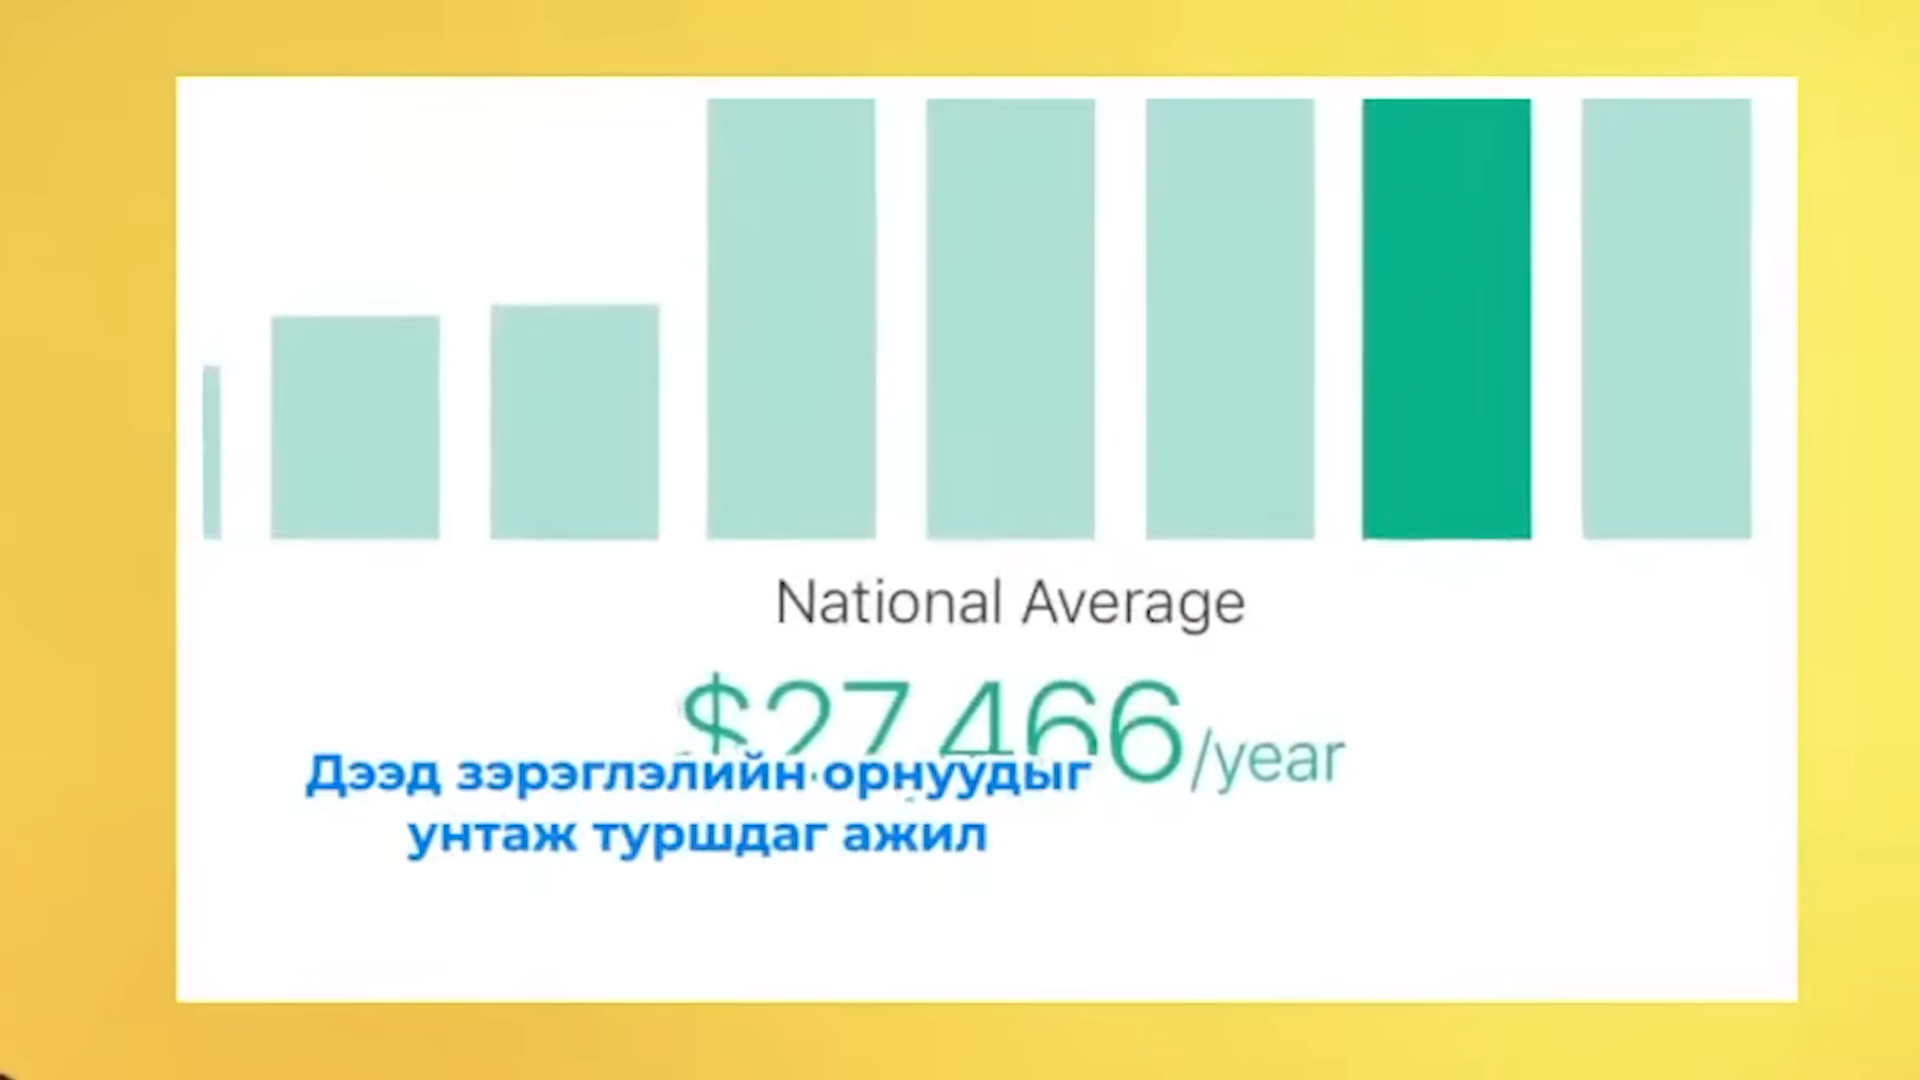 National Average
$27,466/year
Дээд зэрэглэлийн орнуудыг
унтаж туршдаг ажил